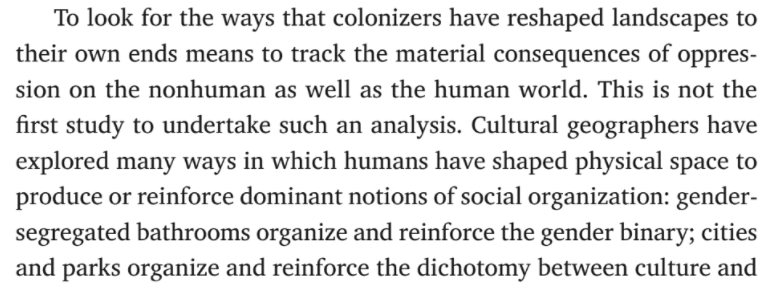 To look for the ways that colonizers have reshaped landscapes to
their own ends means to track the material consequences of oppres-
sion on the nonhuman as well as the human world. This is not the
first study to undertake such an analysis. Cultural geographers have
explored many ways in which humans have shaped physical space to
produce or reinforce dominant notions of social organization: gender-
segregated bathrooms organize and reinforce the gender binary; cities
and parks organize and reinforce the dichotomy between culture and